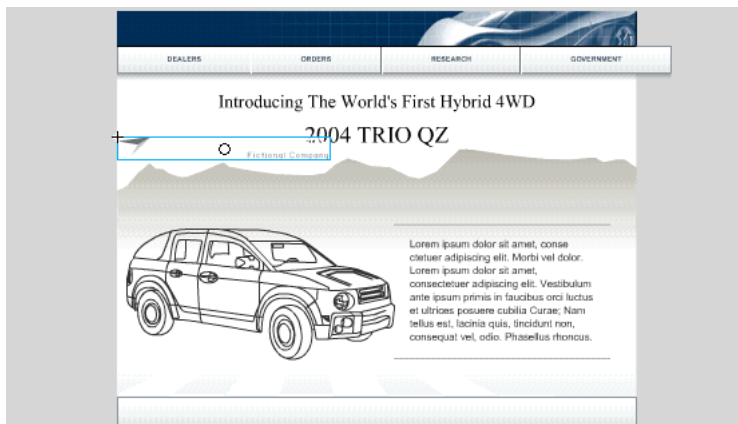 DEALERS
ORDERS
RESEARCH
GOVERNMENT
Introducing The World's First Hybrid 4WD
2004 TRIO QZ
Fictional Company
Lorem ipsum dolor sit amet, conse
ctetuer adipiscing elit. Morbi vel dolor.
Lorem ipsum dolor sit amet,
consectetuer adipiscing elit. Vestibulum
ante ipsum primis in faucibus orci luctus
et ultrices posuere cubilia Curae; Nam
tellus est, lacinia quis, tincidunt non,
consequat vel, odio. Phasellus rhoncus.